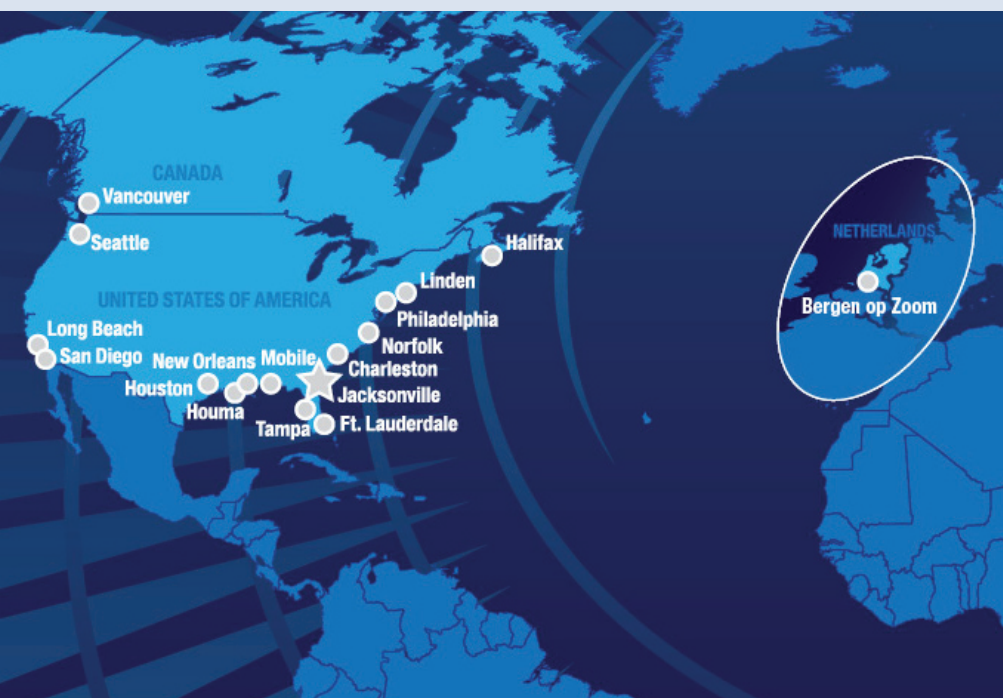 CANADA
Vancouver
Seattle
Halifax
NETHERLANDS
Linden
UNITED STATES OF AMERICA
Bergen op Zoom
Philadelphia
Long Beach
Norfolk
San Diego
New Orleans
Mobile
Charleston
Houston
Jacksonville
Houma
Tampa
Ft. Lauderdale